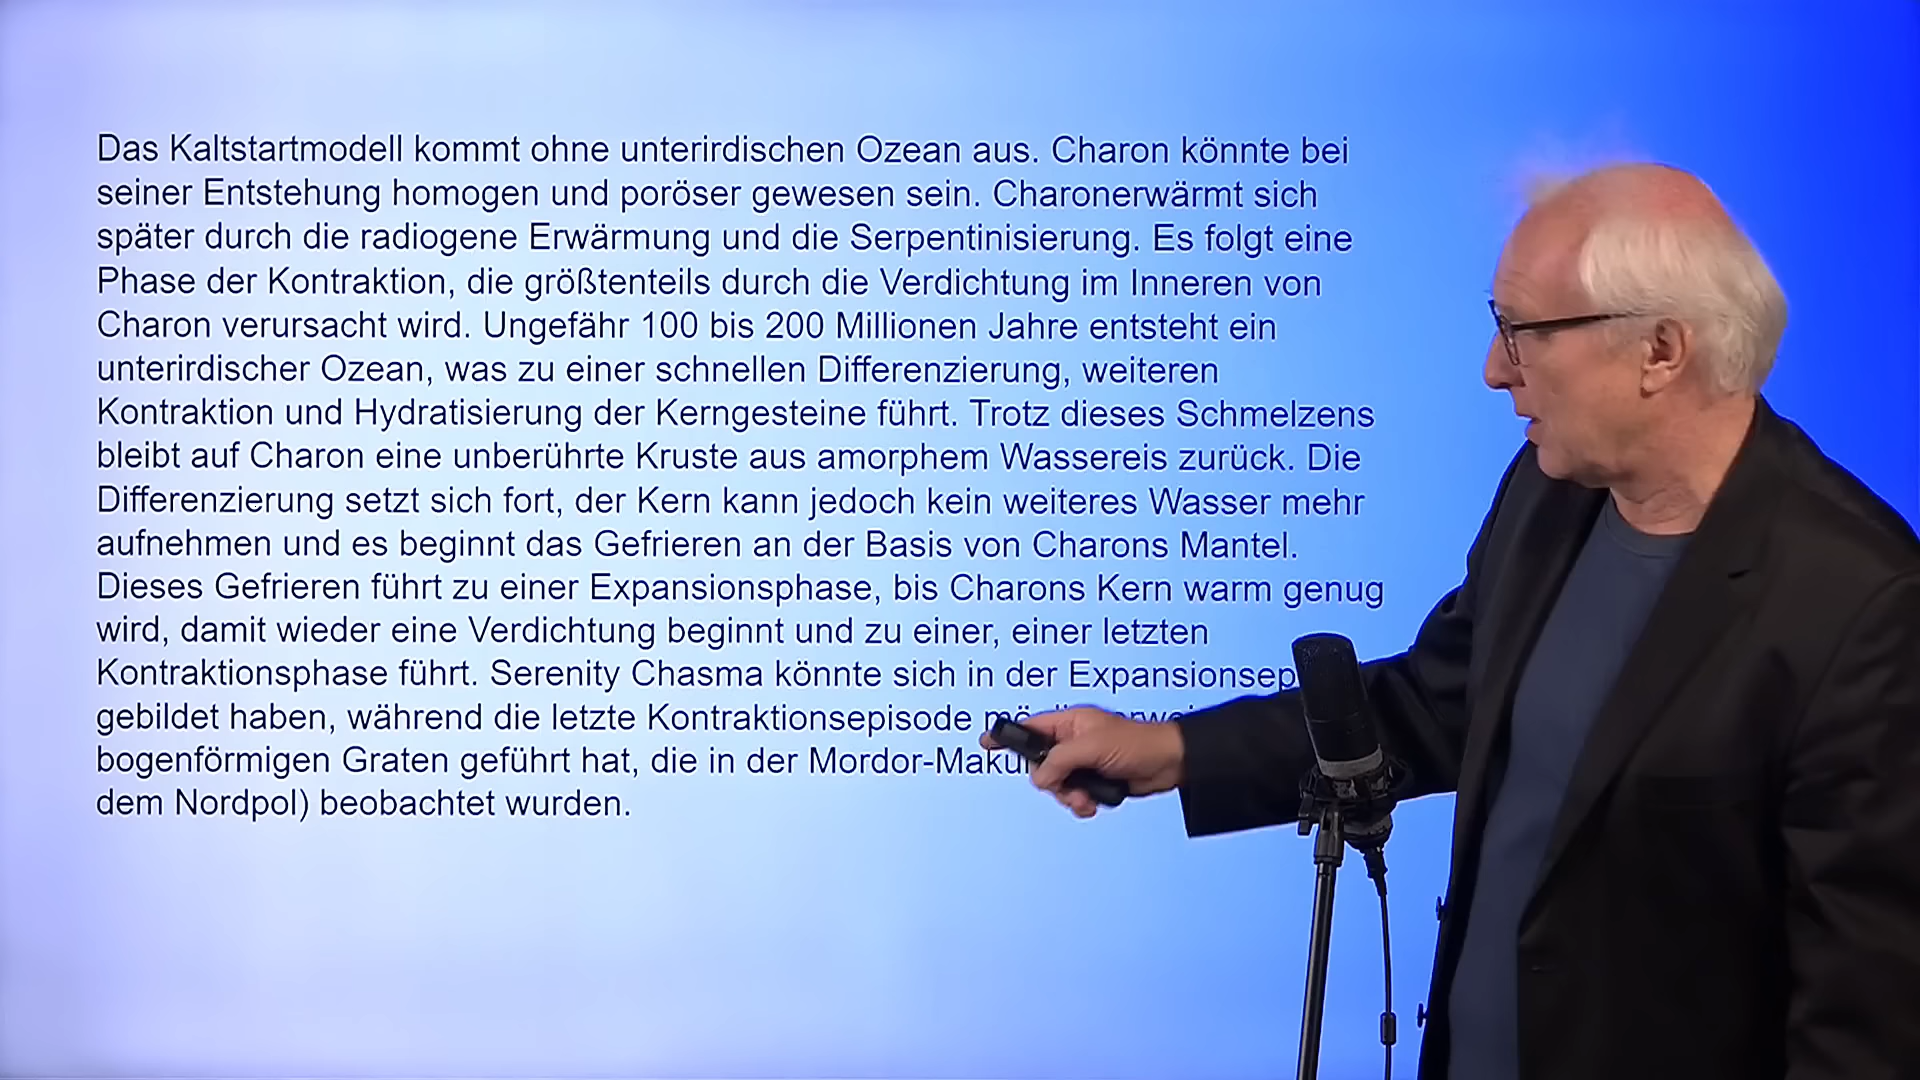 Das Kaltstartmodell kommt ohne unterirdischen Ozean aus. Charon könnte bei
seiner Entstehung homogen und poröser gewesen sein. Charonerwärmt sich
später durch die radiogene Erwärmung und die Serpentinisierung. Es folgt eine
Phase der Kontraktion, die größtenteils durch die Verdichtung im Inneren von
Charon verursacht wird. Ungefähr 100 bis 200 Millionen Jahre entsteht ein
unterirdischer Ozean, was zu einer schnellen Differenzierung, weiteren
Kontraktion und Hydratisierung der Kerngesteine führt. Trotz dieses Schmelzens
bleibt auf Charon eine unberührte Kruste aus amorphem Wassereis zurück. Die
Differenzierung setzt sich fort, der Kern kann jedoch kein weiteres Wasser mehr
aufnehmen und es beginnt das Gefrieren an der Basis von Charons Mantel.
Dieses Gefrieren führt zu einer Expansionsphase, bis Charons Kern warm genug
wird, damit wieder eine Verdichtung beginnt und zu einer, einer letzten
Kontraktionsphase führt. Serenity Chasma könnte sich in der
gebildet haben, während die letzte Kontraktionsepisode
bogenförmigen Graten geführt hat, die in der
dem Nordpol) beobachtet wurden.